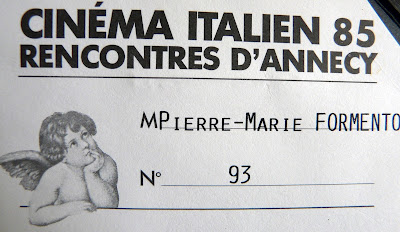 CINÉMA ITALIEN 85
RENCONTRES D'ANNECY
MPIERRE-MARIE FORMENTO
N° 93